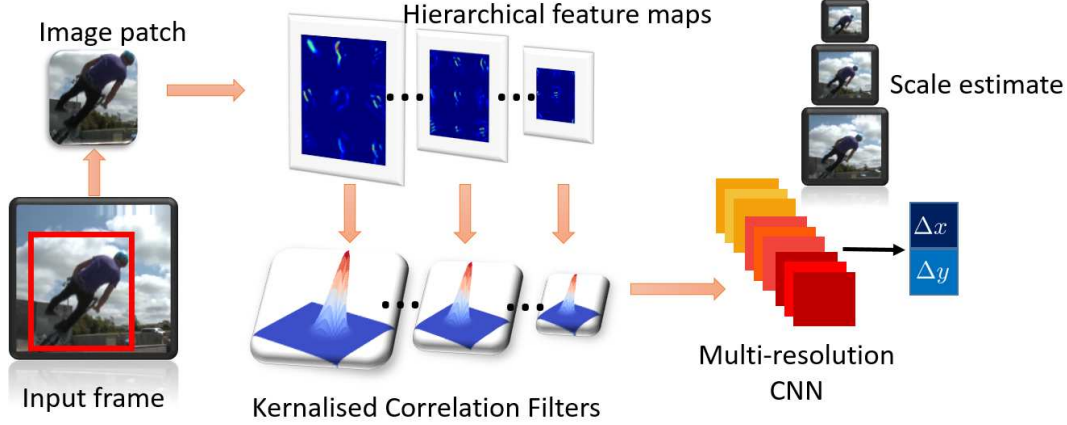 Hierarchical feature maps
Image patch
Scale estimate
Δx
Δy
Input frame
Kernalised Correlation Filters
Multi-resolution
CNN